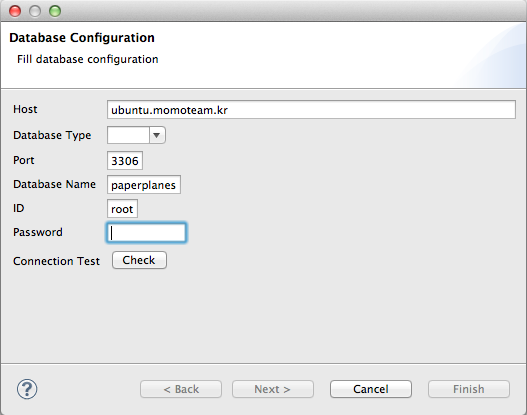 Database Configuration
Fill database configuration
Host ubuntu.momoteam.kr
Database Type
Port 3306
Database Name paperplanes
ID root
Password
Connection Test Check
? < Back Next > Cancel Finish